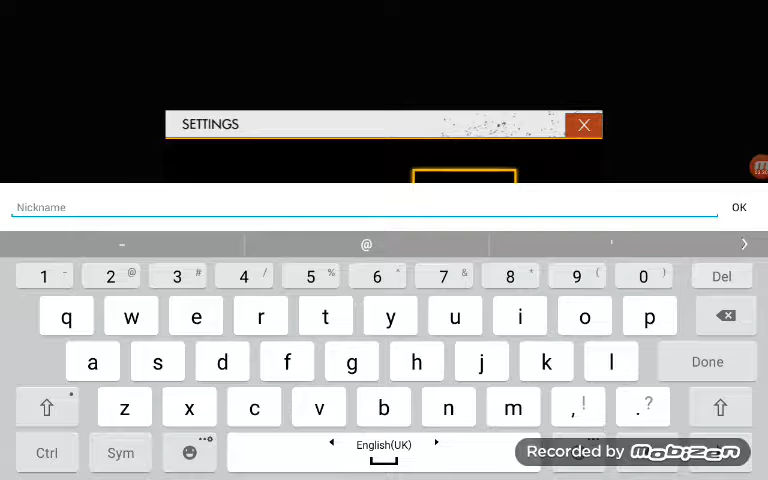 SETTINGS X
Nickname OK
- @ '
1 - 2 @ 3 # 4 / 5 % 6 ^ 7 & 8 * 9 ( 0 ) Del
q w e r t y u i o p
a s d f g h j k l Done
z x c v b n m , ! . ?
Ctrl Sym English(UK)
Recorded by MOBIZEN